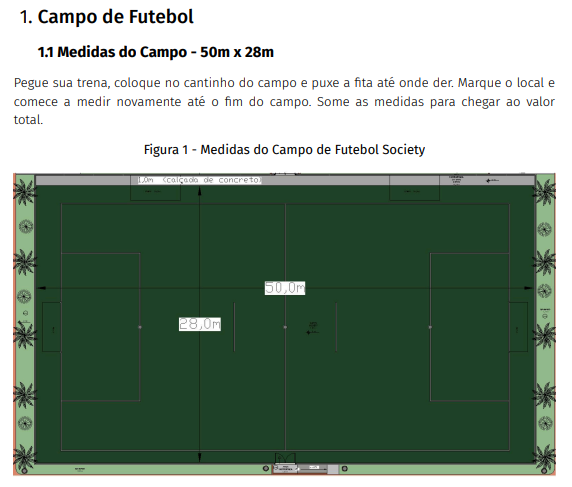 1. Campo de Futebol
1.1 Medidas do Campo - 50m x 28m
Pegue sua trena, coloque no cantinho do campo e puxe a fita até onde der. Marque o local e
comece a medir novamente até o fim do campo. Some as medidas para chegar ao valor
total.
Figura 1 - Medidas do Campo de Futebol Society
1,0m (calçada de concreto)
50,0m
28,0m